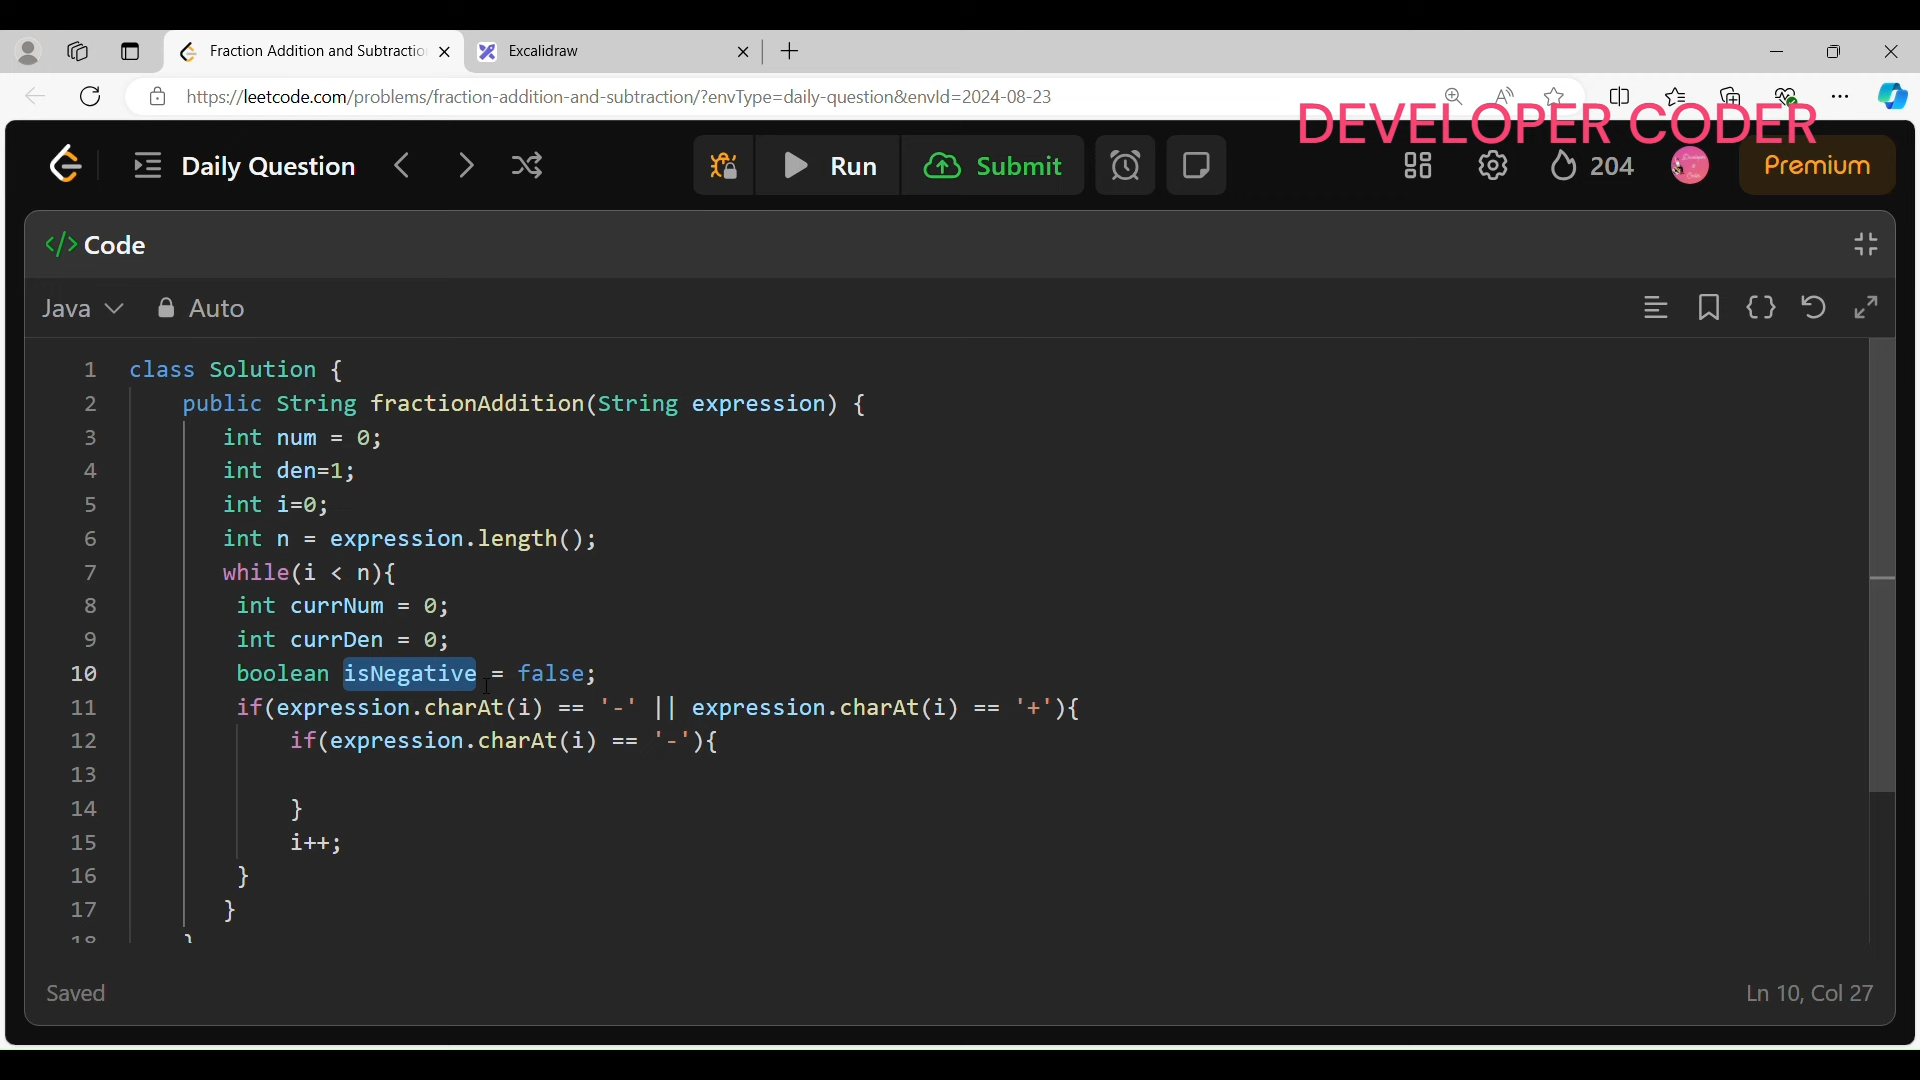 Fraction Addition and Subtractio
Excalidraw
https://leetcode.com/problems/fraction-addition-and-subtraction/?envType=daily-question&envId=2024-08-23
DEVELOPER CODER
Daily Question
Run
Submit
204
Premium
</> Code
Java
Auto
1 class Solution {
2 public String fractionAddition(String expression) {
3 int num = 0;
4 int den=1;
5 int i=0;
6 int n = expression.length();
7 while(i < n){
8 int currNum = 0;
9 int currDen = 0;
10 boolean isNegative = false;
11 if(expression.charAt(i) == '-' || expression.charAt(i) == '+'){
12 if(expression.charAt(i) == '-'){
13
14 }
15 i++;
16 }
17 }
18 }
Saved
Ln 10, Col 27